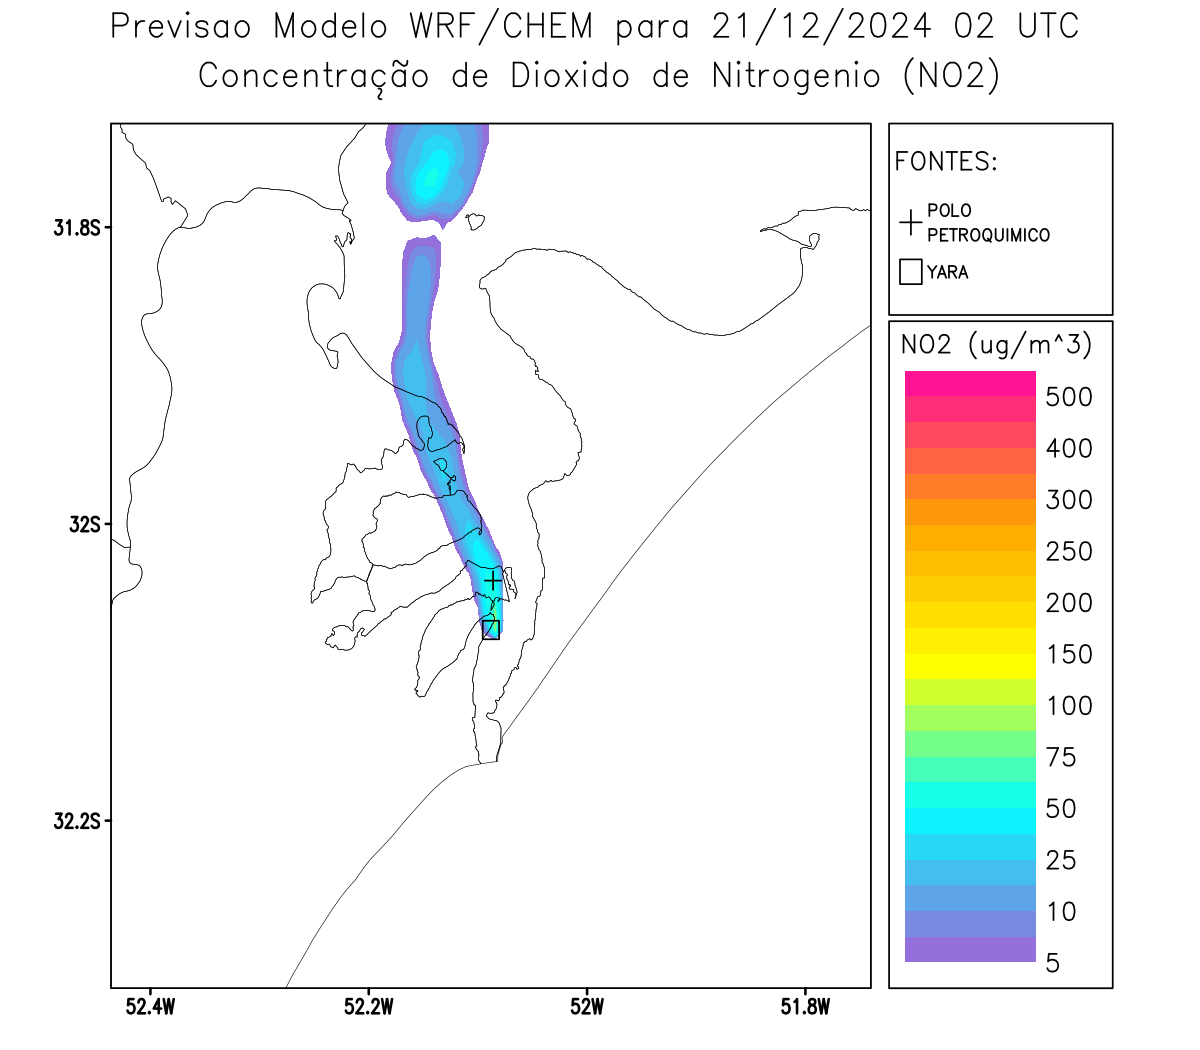 Previsao Modelo WRF/CHEM para 21/12/2024 02 UTC
Concentração de Dioxido de Nitrogenio (NO2)
FONTES:
POLO
PETROQUIMICO
YARA
NO2 (ug/m^3)
500
400
300
250
200
150
100
75
50
25
10
5
31.8S
32S
32.2S
52.4W
52.2W
52W
51.8W